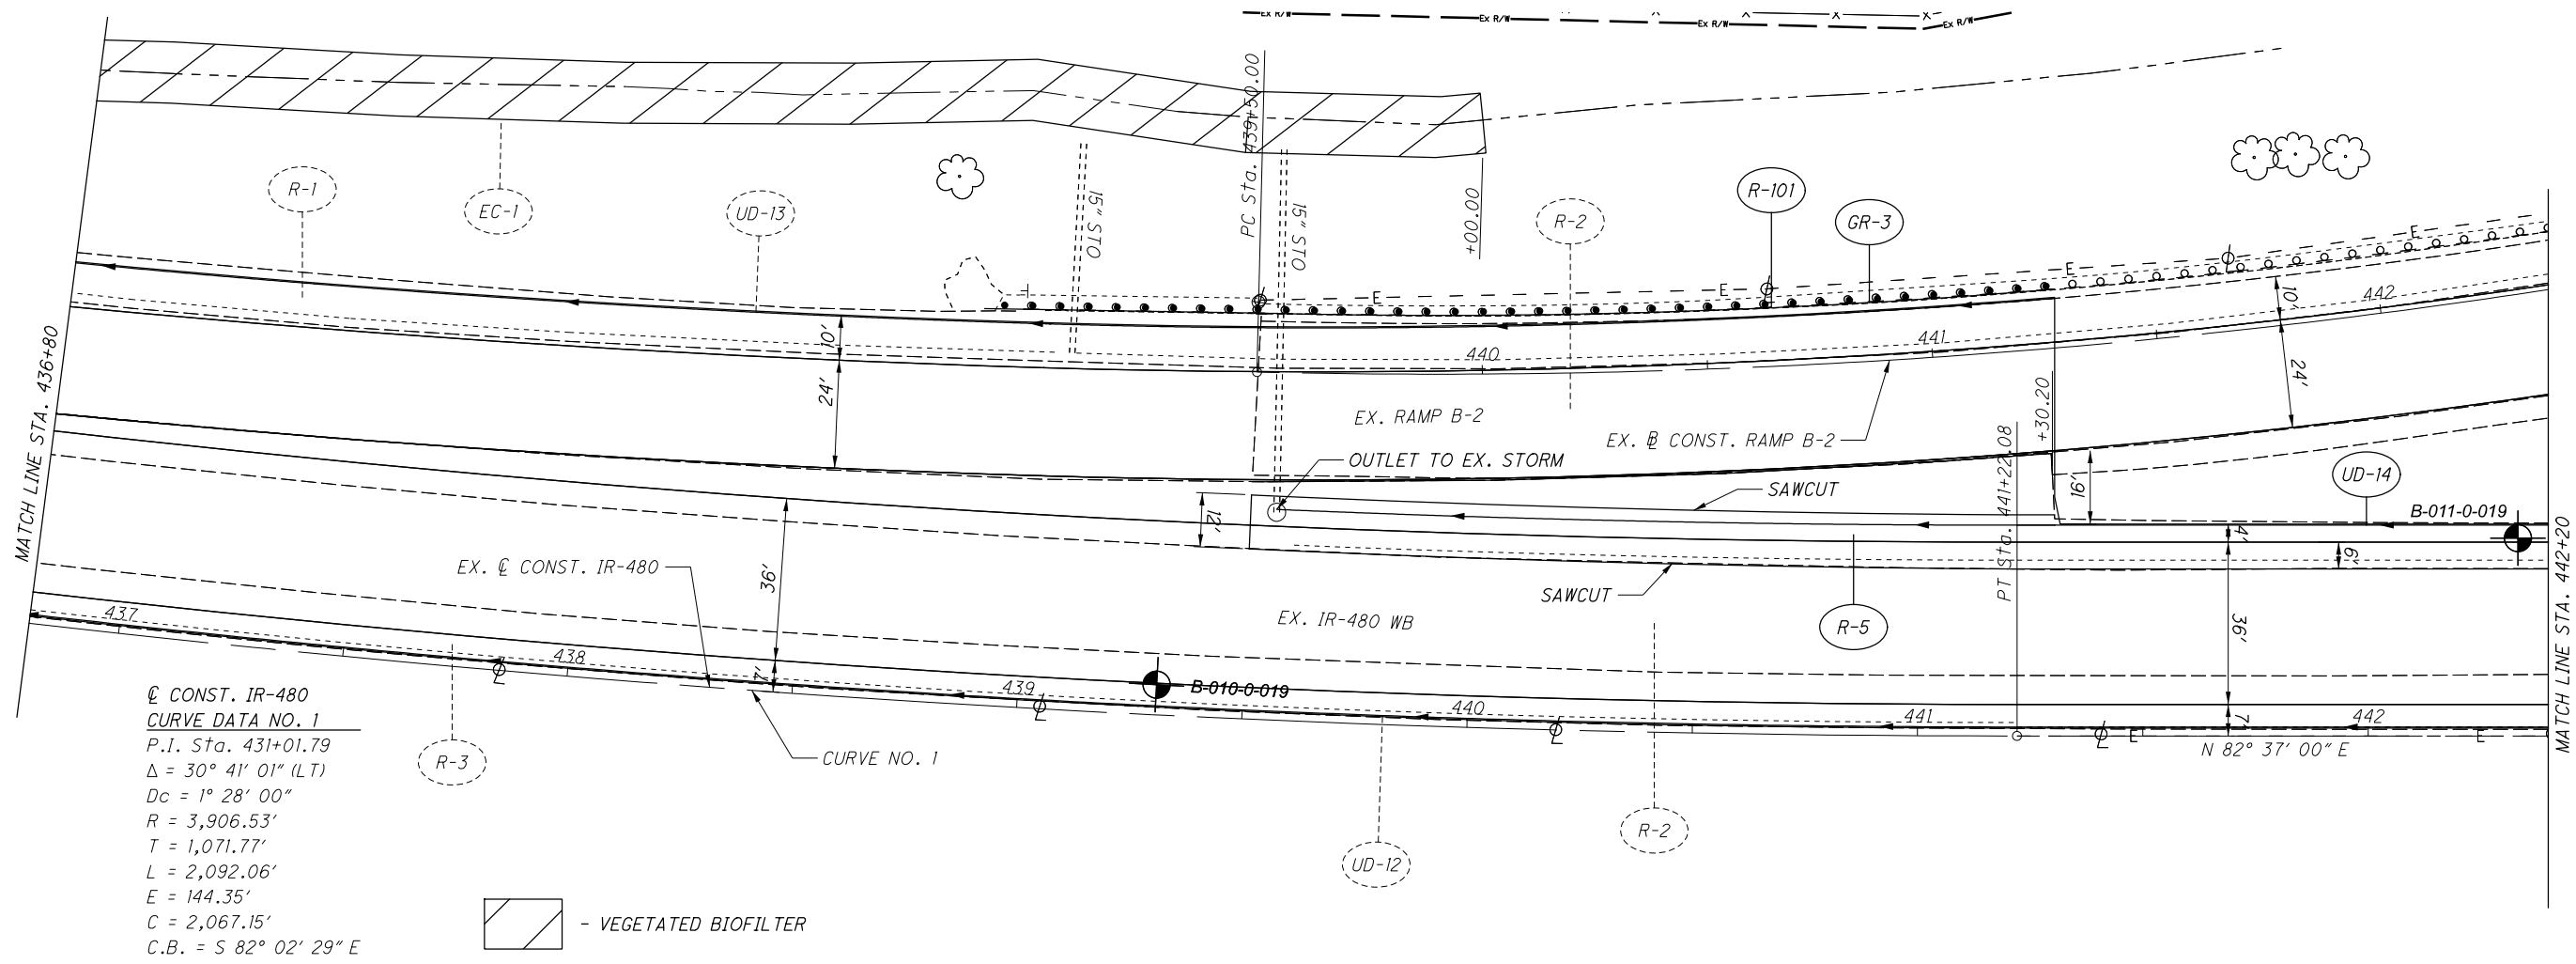 Ex R/W
Ex R/W
Ex R/W
Ex R/W
X X X X
PC Sta. 439+50.00
R-1
EC-1
UD-13
15" STO
15" STO
+00.00
R-2
R-101
GR-3
E
E
E
E
442
10'
441
440
10'
24'
24'
MATCH LINE STA. 436+80
EX. RAMP B-2
EX. B CONST. RAMP B-2
+30.20
PT Sta. 441+22.08
OUTLET TO EX. STORM
SAWCUT
16'
UD-14
B-011-0-019
12'
4'
6'
EX. ℄ CONST. IR-480
36'
SAWCUT
EX. IR-480 WB
R-5
36'
MATCH LINE STA. 442+20
437
438
7'
439
B-010-0-019
440
441
7'
442
E
E
N 82° 37' 00" E
R-3
CURVE NO. 1
R-2
UD-12
℄ CONST. IR-480
CURVE DATA NO. 1
P.I. Sta. 431+01.79
Δ = 30° 41' 01" (LT)
Dc = 1° 28' 00"
R = 3,906.53'
T = 1,071.77'
L = 2,092.06'
E = 144.35'
C = 2,067.15'
C.B. = S 82° 02' 29" E
- VEGETATED BIOFILTER